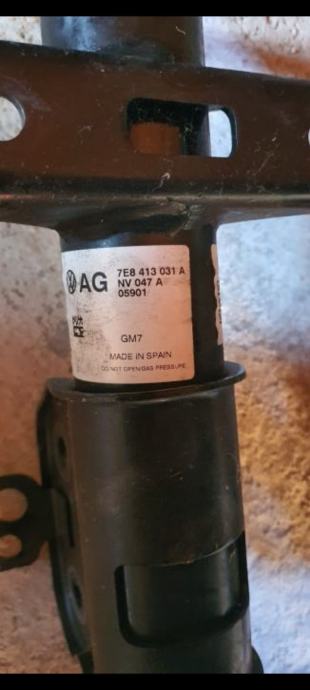 AG
7E8 413 031 A
NV 047 A
05901
GM7
MADE IN SPAIN
DO NOT OPEN/GAS PRESSURE